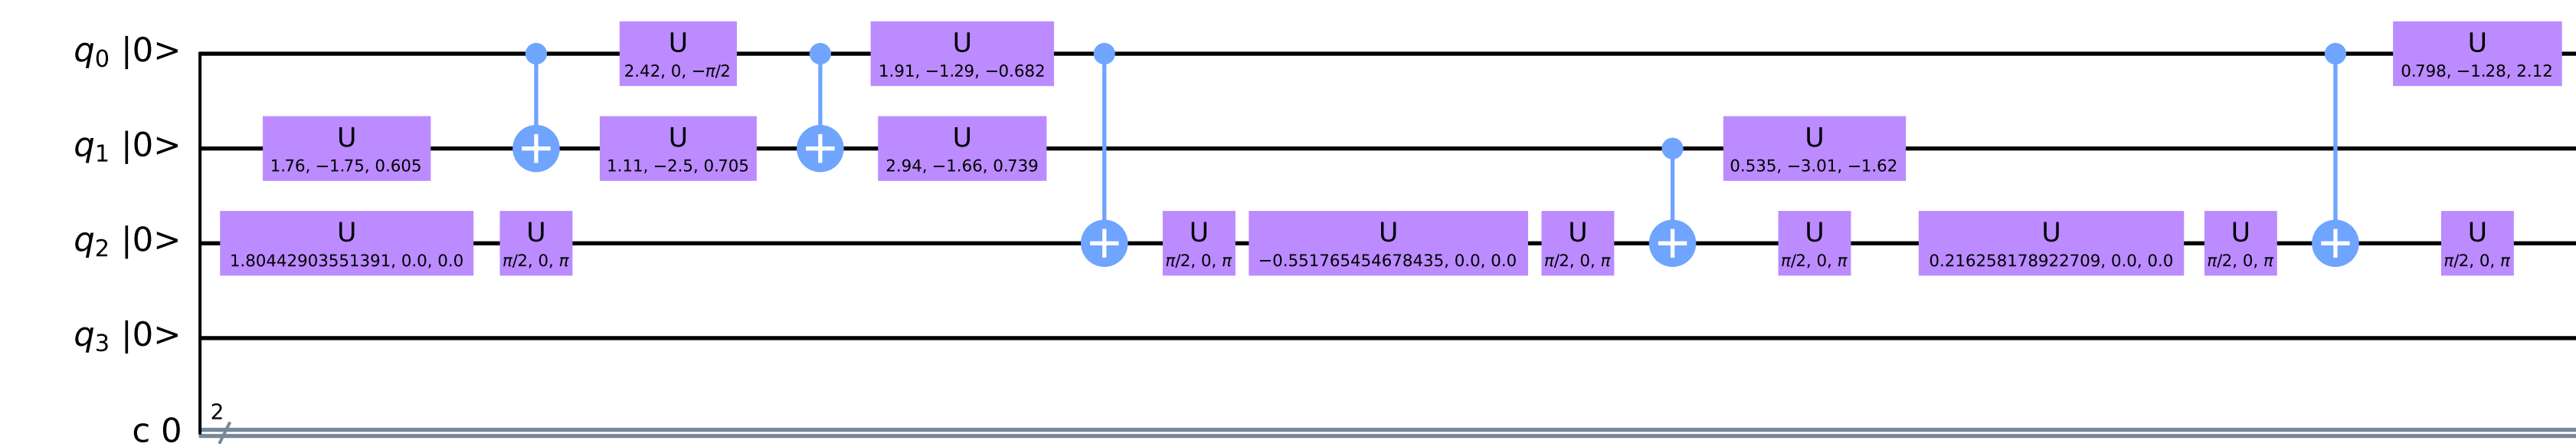 q0 |0>
U
2.42, 0, −π/2
U
1.91, −1.29, −0.682
U
0.798, −1.28, 2.12
q1 |0>
U
1.76, −1.75, 0.605
U
1.11, −2.5, 0.705
U
2.94, −1.66, 0.739
U
0.535, −3.01, −1.62
q2 |0>
U
1.80442903551391, 0.0, 0.0
U
π/2, 0, π
U
π/2, 0, π
U
−0.551765454678435, 0.0, 0.0
U
π/2, 0, π
U
π/2, 0, π
U
0.216258178922709, 0.0, 0.0
U
π/2, 0, π
U
π/2, 0, π
q3 |0>
2
c 0